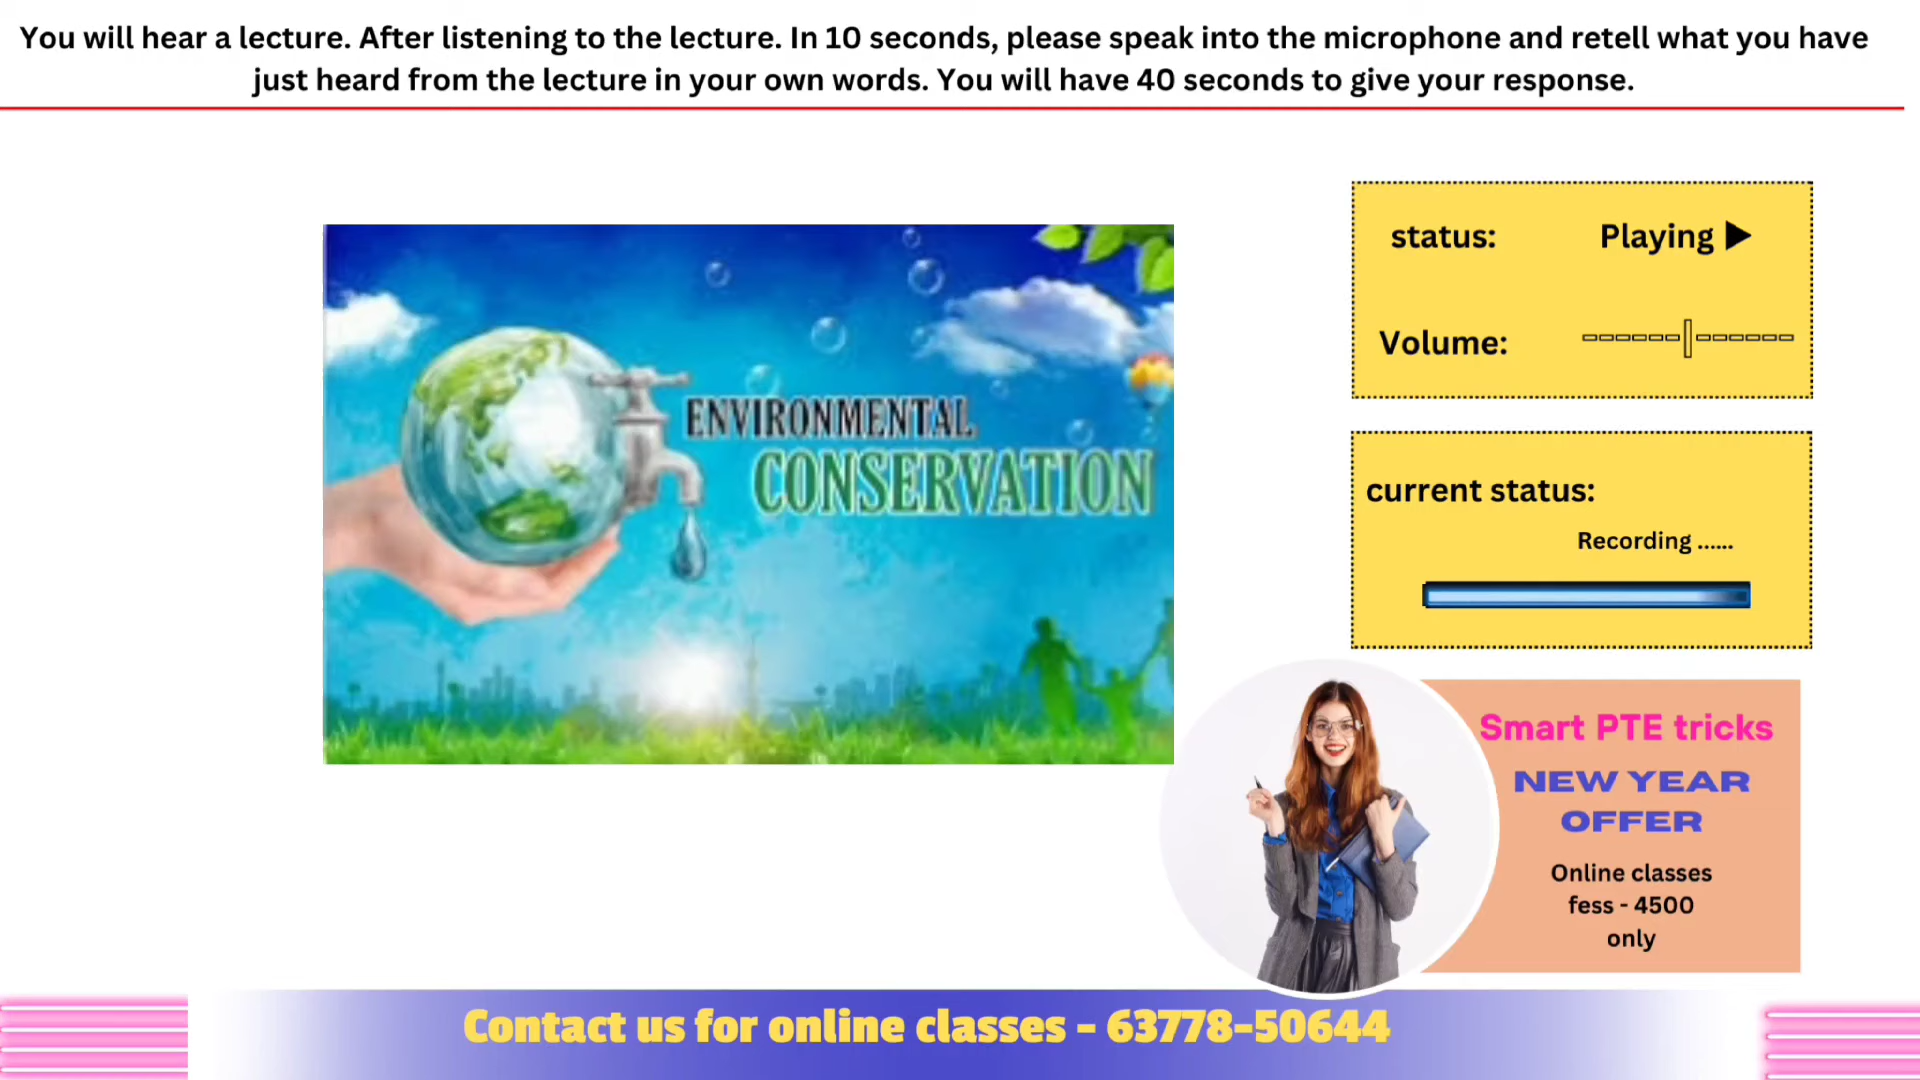 You will hear a lecture. After listening to the lecture. In 10 seconds, please speak into the microphone and retell what you have
just heard from the lecture in your own words. You will have 40 seconds to give your response.
status: Playing
Volume:
ENVIRONMENTAL
CONSERVATION
current status:
Recording ......
Smart PTE tricks
NEW YEAR
OFFER
Online classes
fess - 4500
only
Contact us for online classes - 63778-50644